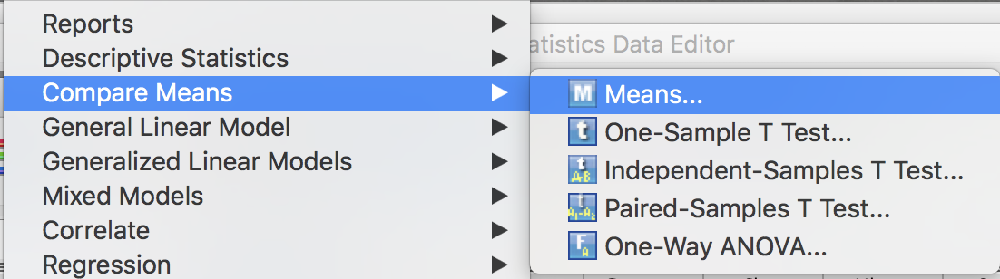 Reports
Descriptive Statistics
Compare Means
General Linear Model
Generalized Linear Models
Mixed Models
Correlate
Regression
atistics Data Editor
M Means...
t One-Sample T Test...
t Independent-Samples T Test...
t Paired-Samples T Test...
F A One-Way ANOVA...